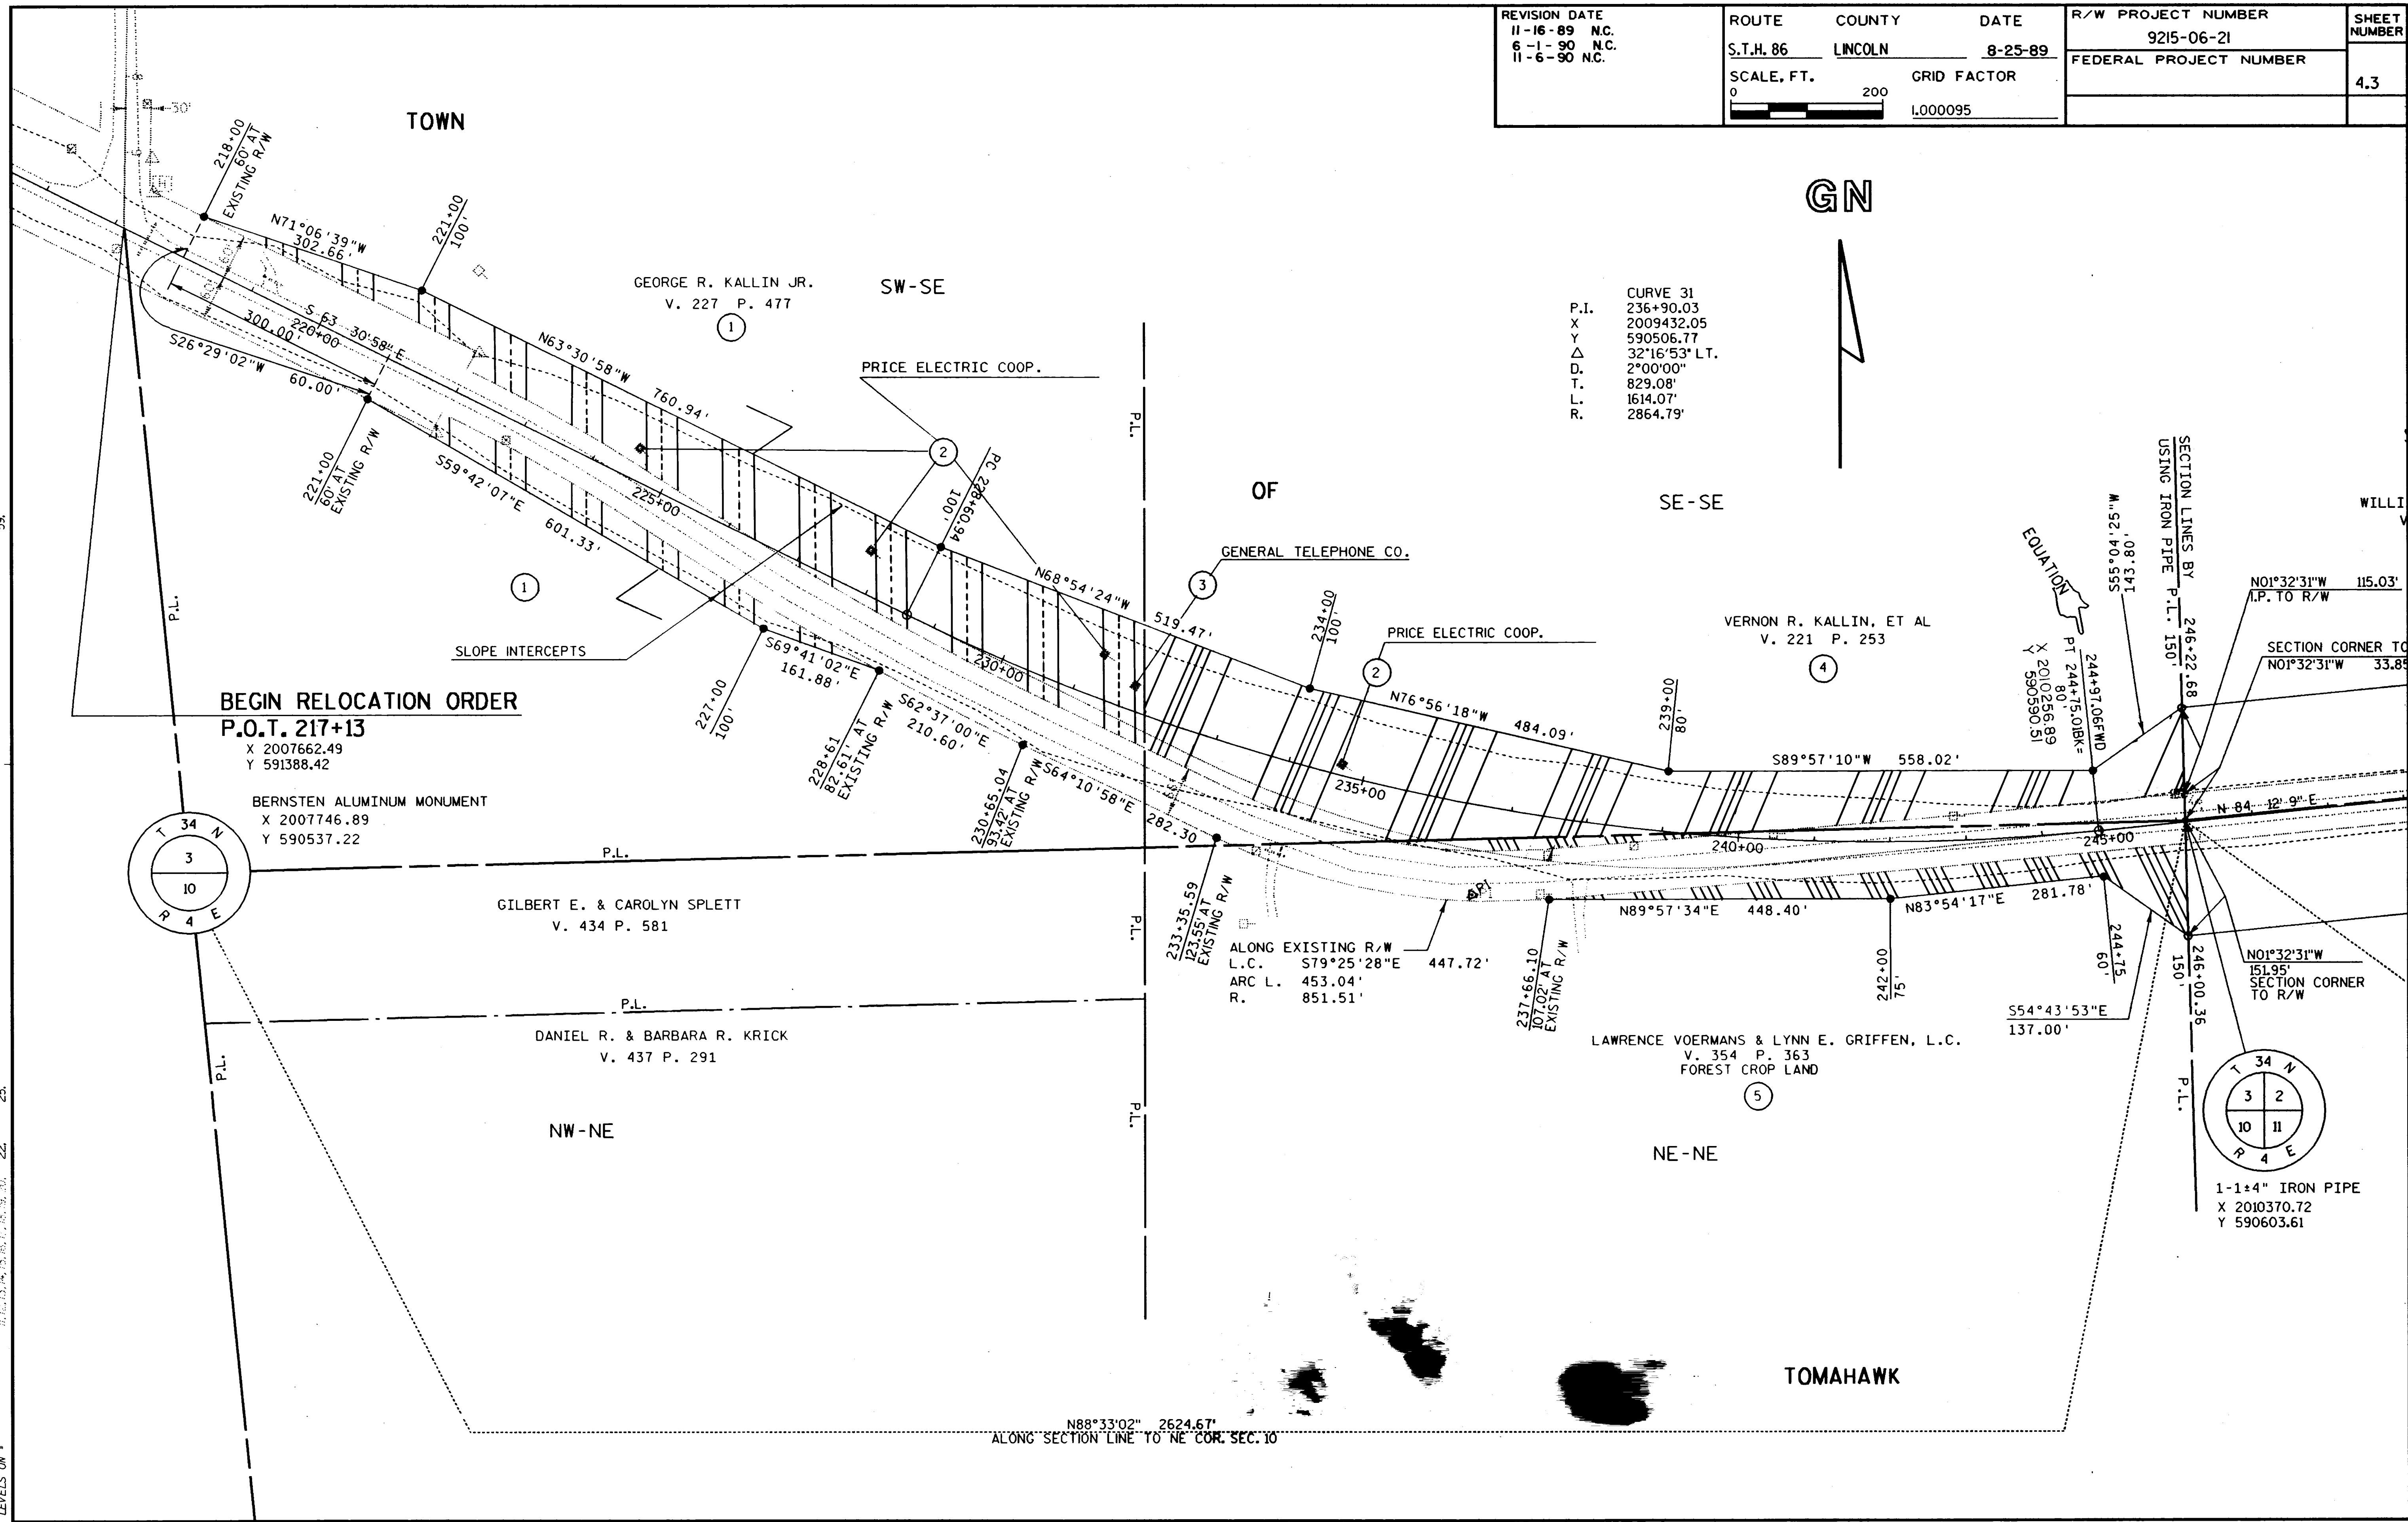 REVISION DATE
11-16-89 N.C.
6-1-90 N.C.
11-6-90 N.C.
ROUTE COUNTY DATE
S.T.H. 86 LINCOLN 8-25-89
SCALE, FT. GRID FACTOR
0 200
1.000095
R/W PROJECT NUMBER
9215-06-21
FEDERAL PROJECT NUMBER
SHEET
NUMBER
4.3
TOWN
30'
218+00
60' AT
EXISTING R/W
N71°06'39"W
302.66'
221+00
100'
GEORGE R. KALLIN JR.
V. 227 P. 477
1
SW-SE
GN
CURVE 31
P.I. 236+90.03
X 2009432.05
Y 590506.77
△ 32°16'53" LT.
D. 2°00'00"
T. 829.08'
L. 1614.07'
R. 2864.79'
S 63 30'58"E
300.00'
220+00
S26°29'02"W
60.00'
N63°30'58"W
760.94'
PRICE ELECTRIC COOP.
2
P.L.
221+00
60' AT
EXISTING R/W
S59°42'07"E
601.33'
225+00
PC 228+60.94
100'
OF
SE-SE
GENERAL TELEPHONE CO.
3
N68°54'24"W
519.47'
234+00
100'
PRICE ELECTRIC COOP.
2
VERNON R. KALLIN, ET AL
V. 221 P. 253
4
EQUATION
PT 244+75.01BK=
244+97.06FWD
80'
X 2010256.89
Y 590590.51
S55°04'25"W
143.80'
SECTION LINES BY
USING IRON PIPE
P.L.
246+22.68
150'
WILLI
V
N01°32'31"W 115.03'
I.P. TO R/W
SECTION CORNER TO
N01°32'31"W 33.85
1
SLOPE INTERCEPTS
P.L.
S69°41'02"E
161.88'
230+00
227+00
100'
S62°37'00"E
210.60'
228+61
82.61' AT
EXISTING R/W
S64°10'58"E
282.30
230+65.04
93.42' AT
EXISTING R/W
66'
235+00
N76°56'18"W
484.09'
239+00
80'
S89°57'10"W 558.02'
N 84 12'9" E
240+00
245+00
BEGIN RELOCATION ORDER
P.O.T. 217+13
X 2007662.49
Y 591388.42
BERNSTEN ALUMINUM MONUMENT
X 2007746.89
Y 590537.22
T 34 N
3
10
R 4 E
P.L.
GILBERT E. & CAROLYN SPLETT
V. 434 P. 581
P.L.
233+35.59
123.55' AT
EXISTING R/W
ALONG EXISTING R/W
L.C. S79°25'28"E 447.72'
ARC L. 453.04'
R. 851.51'
237+66.10
107.02' AT
EXISTING R/W
N89°57'34"E 448.40'
242+00
75'
N83°54'17"E 281.78'
244+75
60'
246+00.36
150'
N01°32'31"W
151.95'
SECTION CORNER
TO R/W
S54°43'53"E
137.00'
P.L.
P.L.
DANIEL R. & BARBARA R. KRICK
V. 437 P. 291
P.L.
P.L.
LAWRENCE VOERMANS & LYNN E. GRIFFEN, L.C.
V. 354 P. 363
FOREST CROP LAND
5
P.L.
T 34 N
3 2
10 11
R 4 E
NW-NE
NE-NE
1-1±4" IRON PIPE
X 2010370.72
Y 590603.61
TOMAHAWK
N88°33'02" 2624.67'
ALONG SECTION LINE TO NE COR. SEC. 10
LEVELS ON